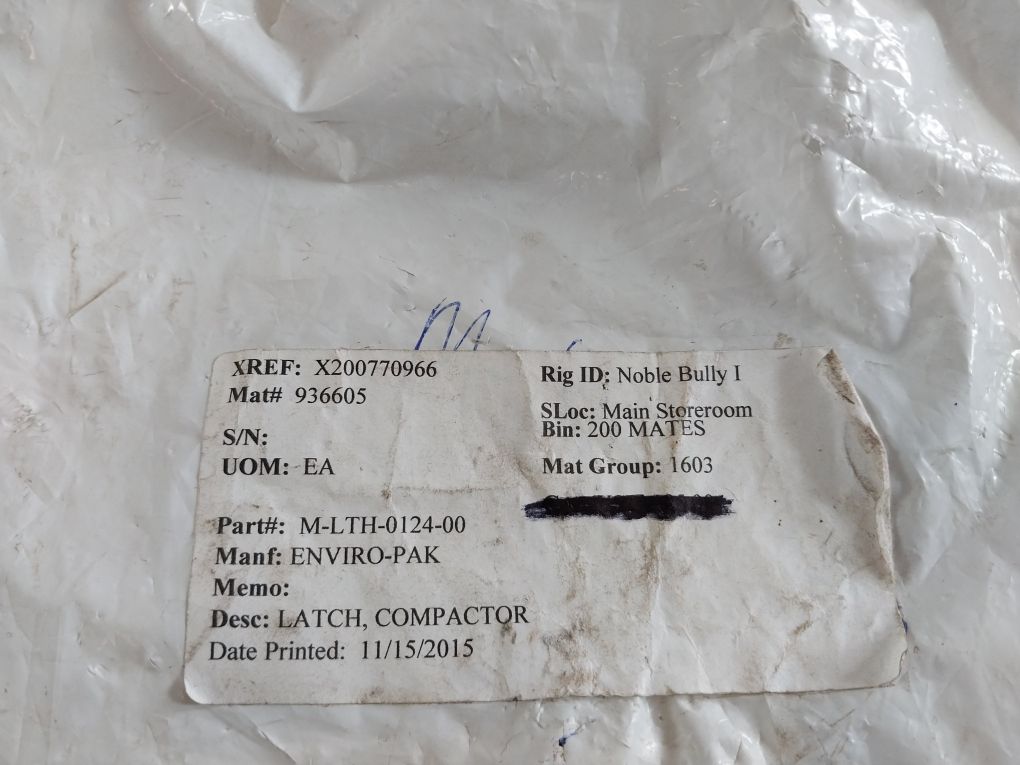 XREF: X200770966
Mat# 936605
S/N:
UOM: EA
Part#: M-LTH-0124-00
Manf: ENVIRO-PAK
Memo:
Desc: LATCH, COMPACTOR
Date Printed: 11/15/2015
Rig ID: Noble Bully I
SLoc: Main Storeroom
Bin: 200 MATES
Mat Group: 1603